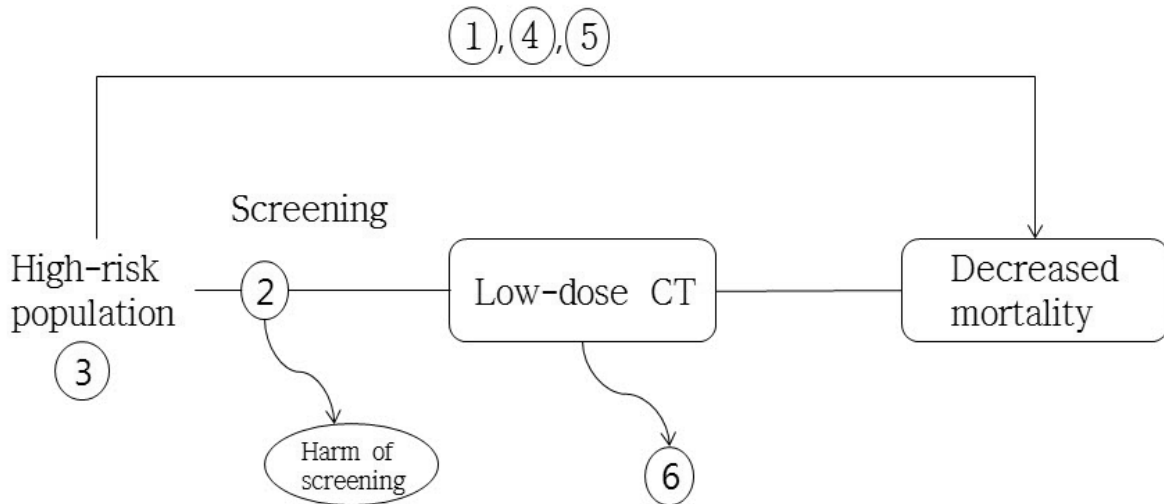 ①,④,⑤
Screening
High-risk
population
③
②
Low-dose CT
Decreased
mortality
Harm of
screening
⑥